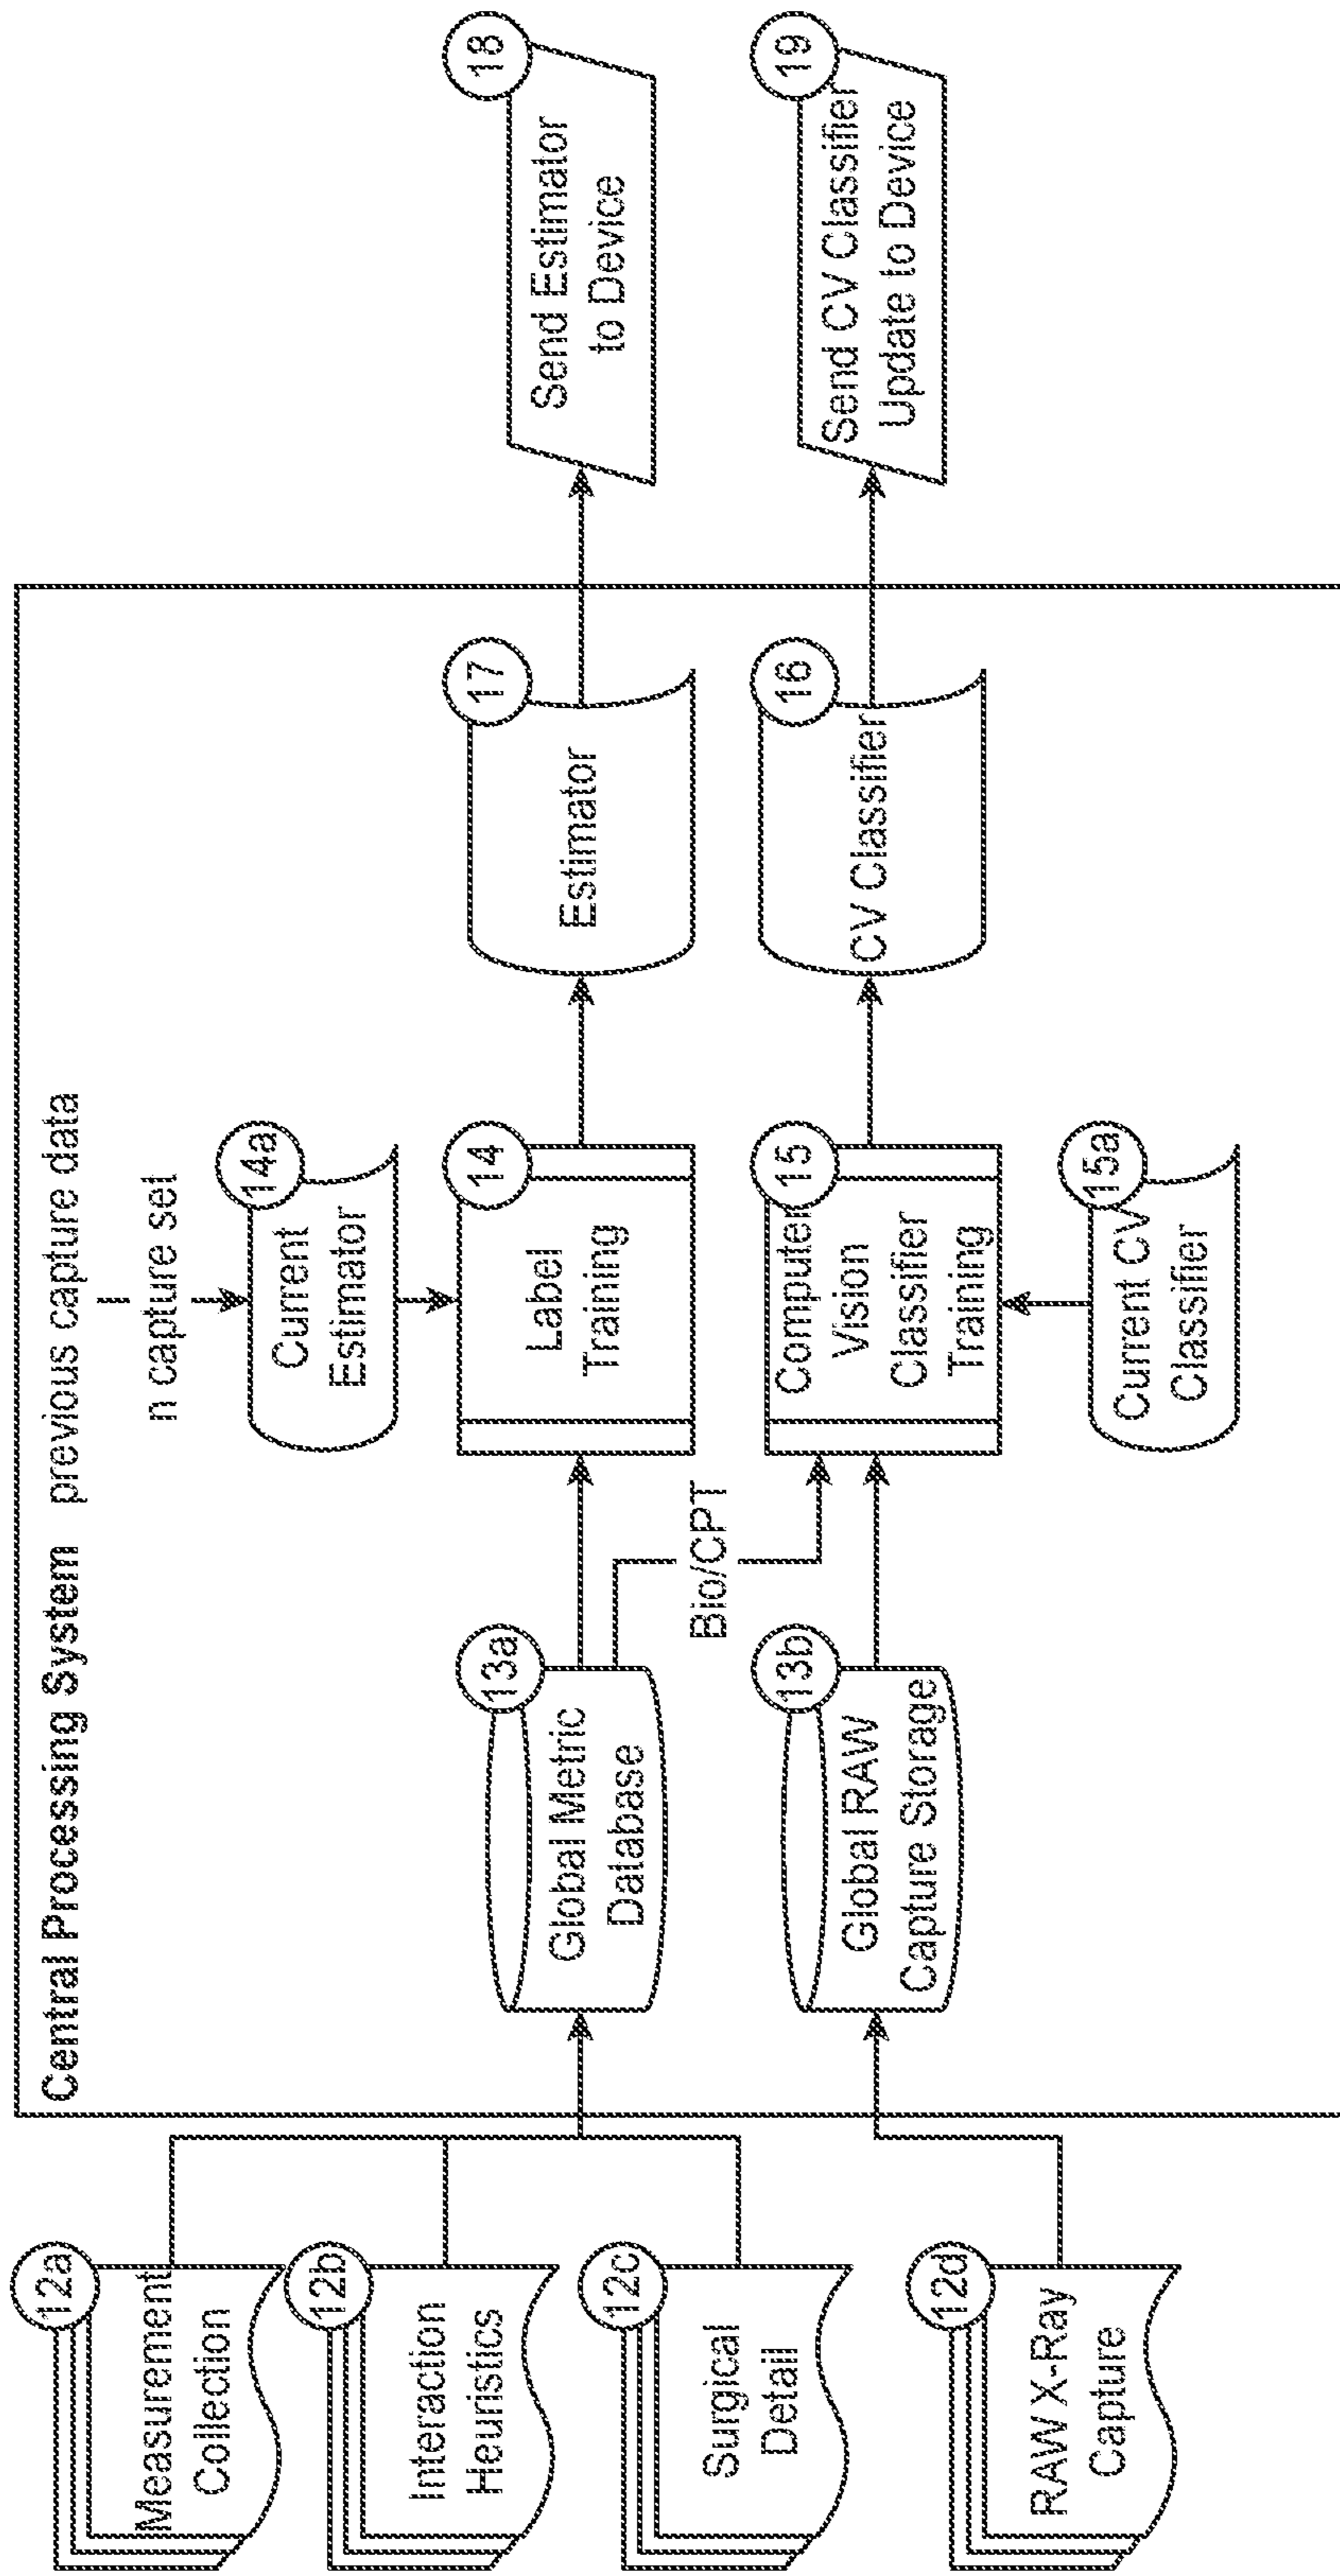 Central Processing System
previous capture data
n capture set
12a
Measurement
Collection
12b
Interaction
Heuristics
12c
Surgical
Detail
12d
RAW X-Ray
Capture
13a
Global Metric
Database
13b
Global RAW
Capture Storage
Bio/CPT
14a
Current
Estimator
14
Label
Training
15
Computer
Vision
Classifier
Training
15a
Current CV
Classifier
17
Estimator
16
CV Classifier
18
Send Estimator
to Device
19
Send CV Classifier
Update to Device